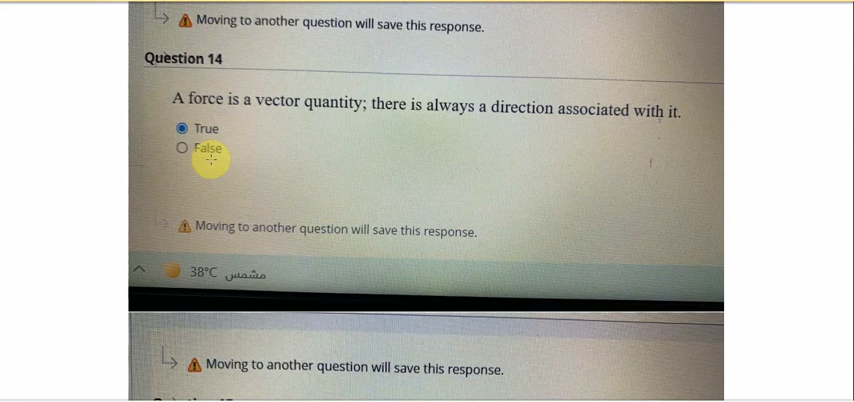 Moving to another question will save this response.
Question 14
A force is a vector quantity; there is always a direction associated with it.
True
False
Moving to another question will save this response.
38°C مشمس
Moving to another question will save this response.